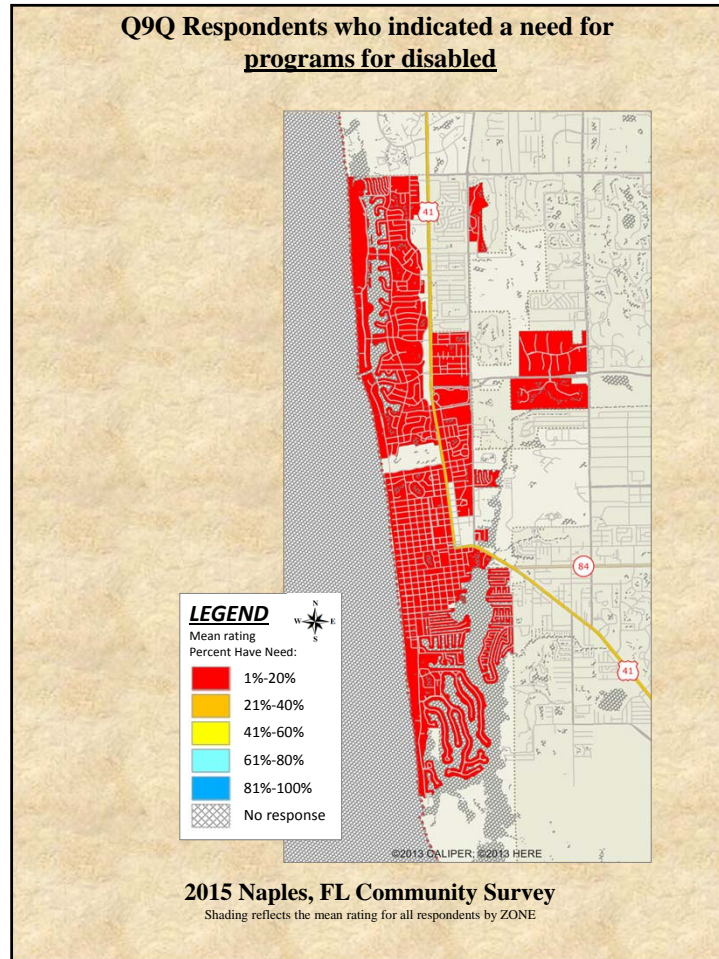 Q9Q Respondents who indicated a need for
programs for disabled
41
84
41
LEGEND
N
W E
S
Mean rating
Percent Have Need:
1%-20%
21%-40%
41%-60%
61%-80%
81%-100%
No response
©2013 CALIPER; ©2013 HERE
2015 Naples, FL Community Survey
Shading reflects the mean rating for all respondents by ZONE